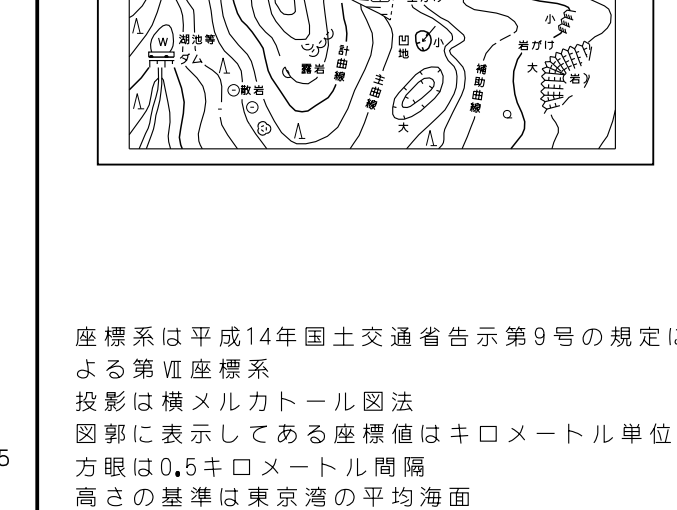 小
W
湖池等
ダム
露岩
計曲線
散岩
主曲線
凹地
小
大
補助曲線
岩がけ
大
岩
座標系は平成14年国土交通省告示第9号の規定に
よる第Ⅶ座標系
投影は横メルカトール図法
図郭に表示してある座標値はキロメートル単位
方眼は0.5キロメートル間隔
5
高さの基準は東京湾の平均海面